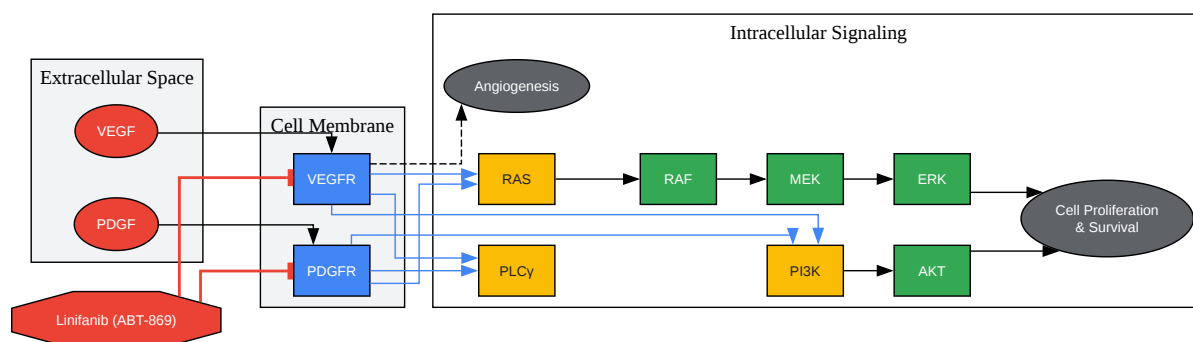 Intracellular Signaling
Extracellular Space
Angiogenesis
Cell Membrane
VEGF
VEGFR
RAS
RAF
MEK
ERK
PDGF
Cell Proliferation
& Survival
PDGFR
PLCγ
PI3K
AKT
Linifanib (ABT-869)